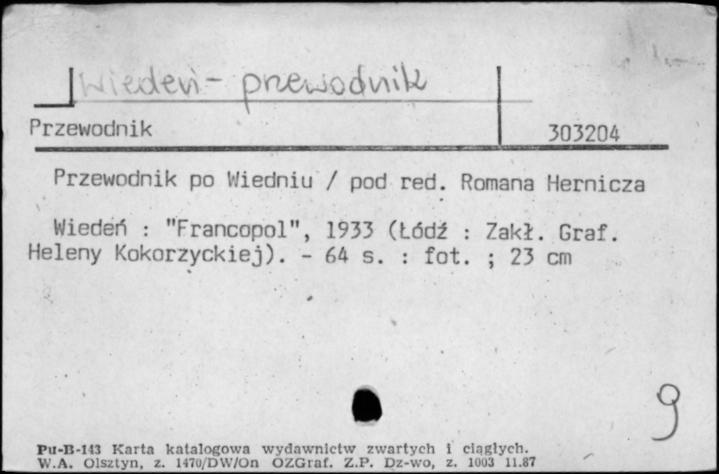 Wiedeń - przewodnik
Przewodnik
303204
Przewodnik po Wiedniu / pod red. Romana Hernicza
Wiedeń : "Francopol", 1933 (Łódź : Zakł. Graf.
Heleny Kokorzyckiej). - 64 s. : fot. ; 23 cm
g
Pu-B-143 Karta katalogowa wydawnictw zwartych i ciągłych.
W.A. Olsztyn, z. 1470/DW/On OZGraf. Z.P. Dz-wo, z. 1003 11.87